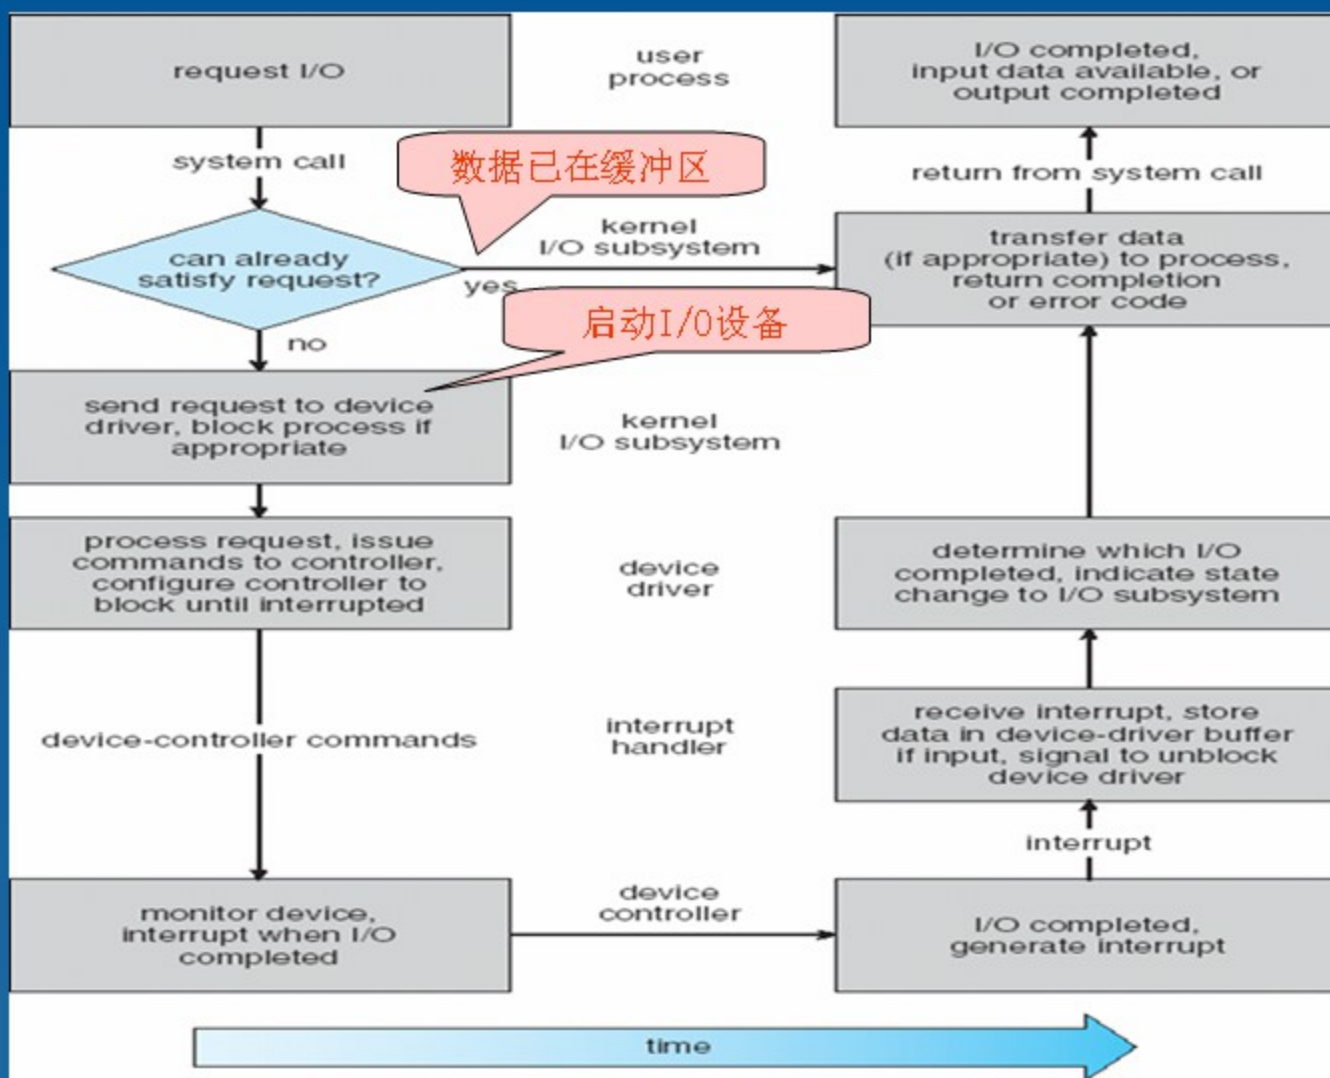 request I/O
user
process
I/O completed,
input data available, or
output completed
system call
数据已在缓冲区
return from system call
can already
satisfy request?
kernel
I/O subsystem
yes
transfer data
(if appropriate) to process,
return completion
or error code
启动I/O设备
no
send request to device
driver, block process if
appropriate
kernel
I/O subsystem
process request, issue
commands to controller,
configure controller to
block until interrupted
device
driver
determine which I/O
completed, indicate state
change to I/O subsystem
device-controller commands
interrupt
handler
receive interrupt, store
data in device-driver buffer
if input, signal to unblock
device driver
interrupt
monitor device,
interrupt when I/O
completed
device
controller
I/O completed,
generate interrupt
time